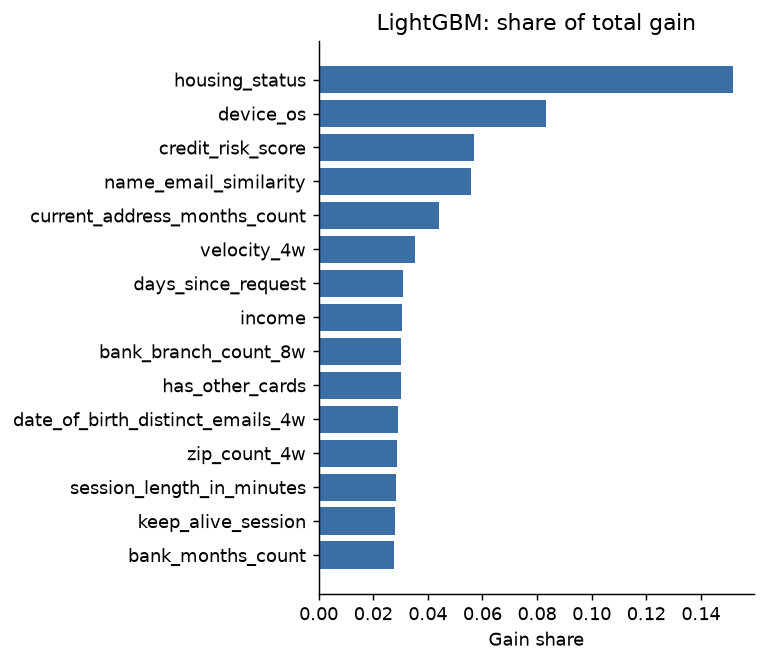 LightGBM: share of total gain
housing_status
device_os
credit_risk_score
name_email_similarity
current_address_months_count
velocity_4w
days_since_request
income
bank_branch_count_8w
has_other_cards
date_of_birth_distinct_emails_4w
zip_count_4w
session_length_in_minutes
keep_alive_session
bank_months_count
0.00 0.02 0.04 0.06 0.08 0.10 0.12 0.14
Gain share